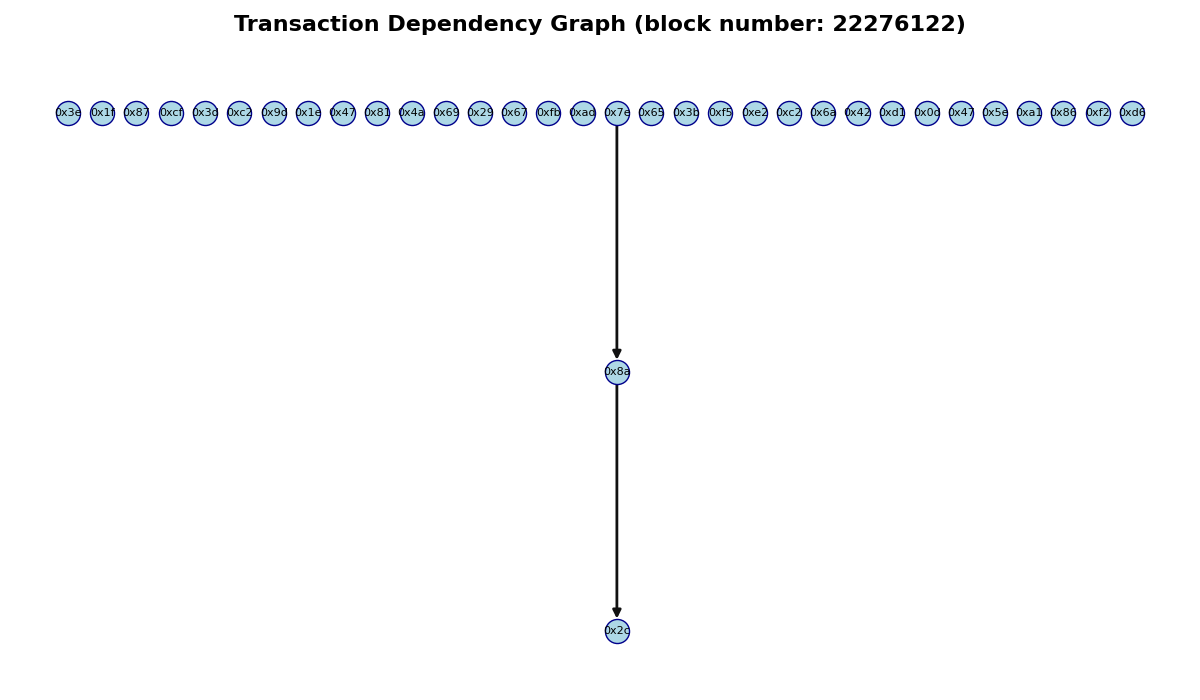 Transaction Dependency Graph (block number: 22276122)
0x3e 0x1f 0x87 0xcf 0x3d 0xc2 0x9d 0x1e 0x47 0x81 0x4a 0x69 0x29 0x67 0xfb 0xad 0x7e 0x65 0x3b 0xf5 0xe2 0xc2 0x6a 0x42 0xd1 0x0d 0x47 0x5e 0xa1 0x86 0xf2 0xd6
0x8a
0x2c